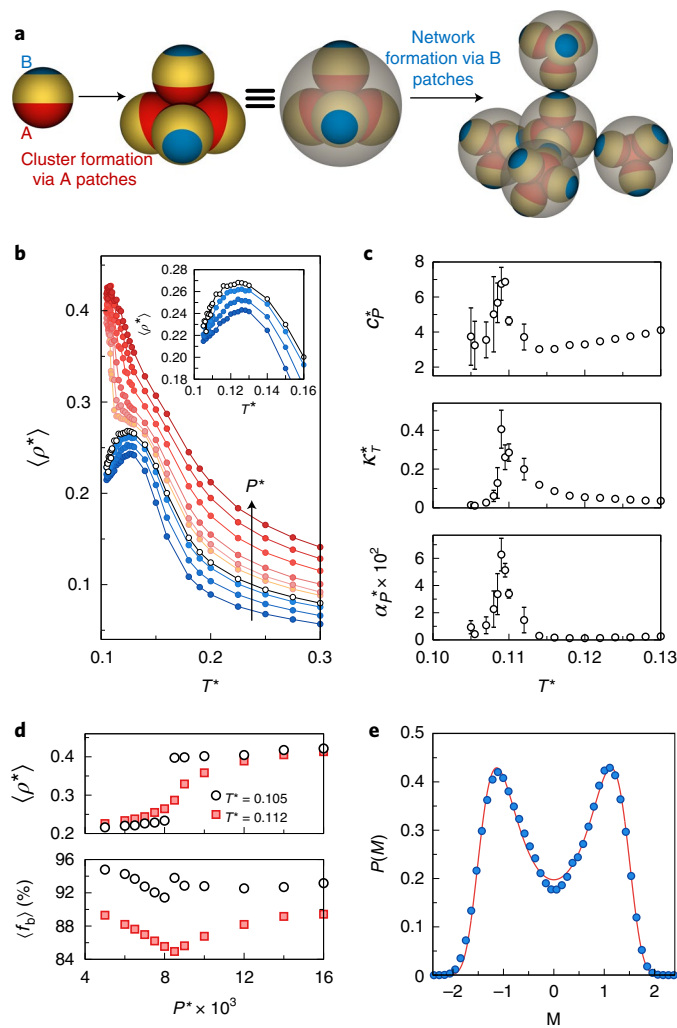 a
B
A
Cluster formation
via A patches
Network
formation via B
patches
b
⟨ρ*⟩
0.4
0.3
0.2
0.1
0.1
0.2
0.3
T*
P*
0.28
0.26
0.24
0.22
0.20
0.18
⟨ρ*⟩
0.10
0.12
0.14
0.16
T*
c
8
6
4
2
c*P
0.4
0.2
0
κ*T
6
4
2
0
α*P × 10²
0.10
0.11
0.12
0.13
T*
d
⟨ρ*⟩
0.4
0.3
0.2
T* = 0.105
T* = 0.112
⟨fb⟩ (%)
96
92
88
84
4
8
12
16
P* × 10³
e
P(M)
0.5
0.4
0.3
0.2
0.1
0
−2
−1
0
1
2
M